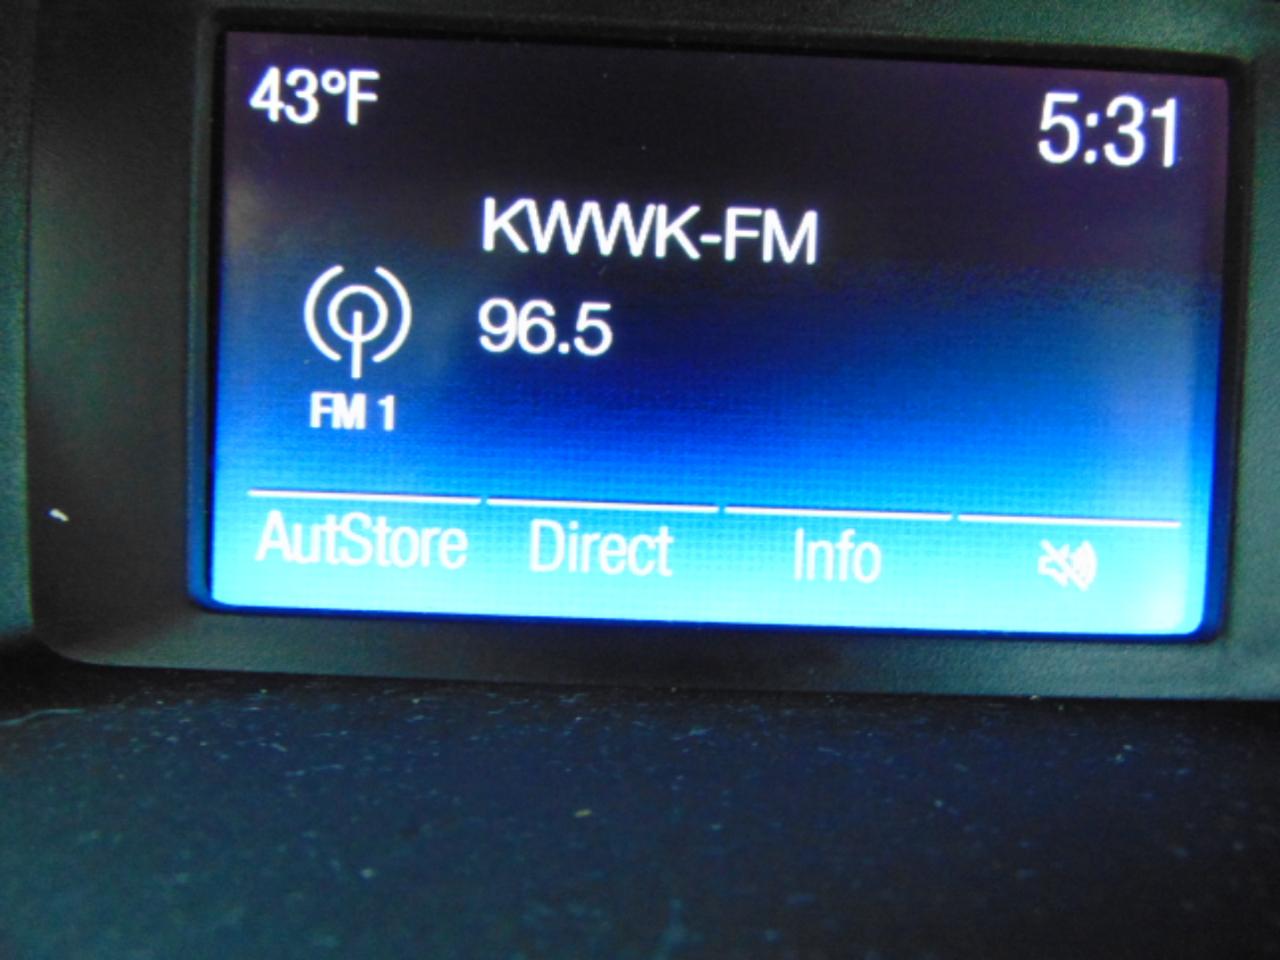 43°F
5:31
KWWK-FM
96.5
FM 1
AutStore Direct Info